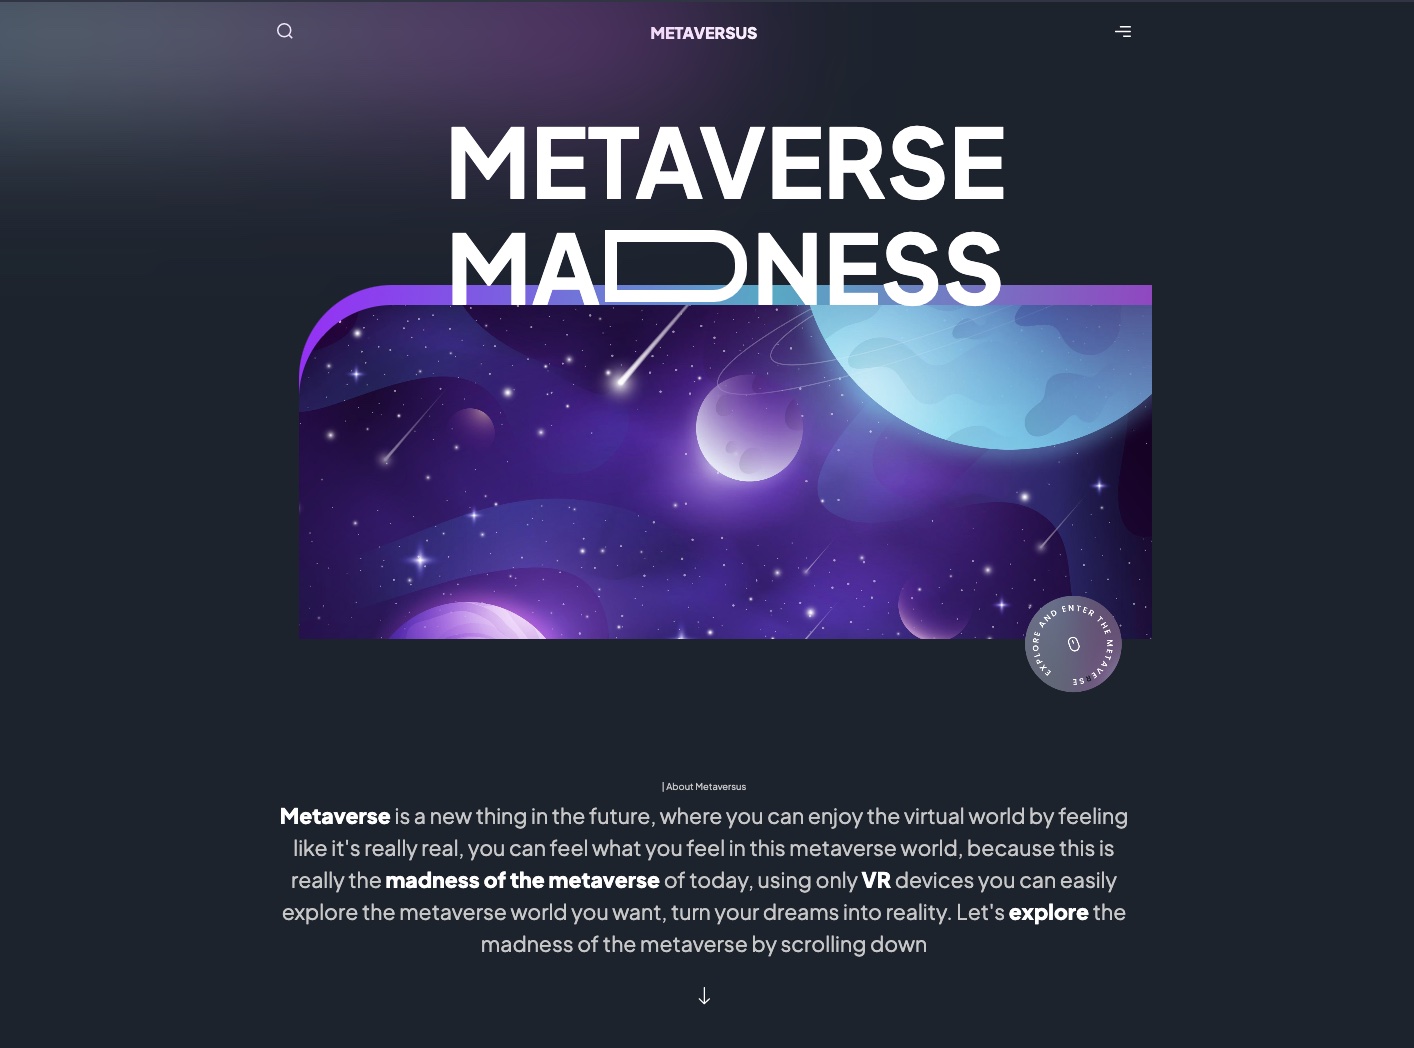 METAVERSUS
METAVERSE
MADNESS
EXPLORE AND ENTER THE METAVERSE
| About Metaversus
Metaverse is a new thing in the future, where you can enjoy the virtual world by feeling
like it's really real, you can feel what you feel in this metaverse world, because this is
really the madness of the metaverse of today, using only VR devices you can easily
explore the metaverse world you want, turn your dreams into reality. Let's explore the
madness of the metaverse by scrolling down